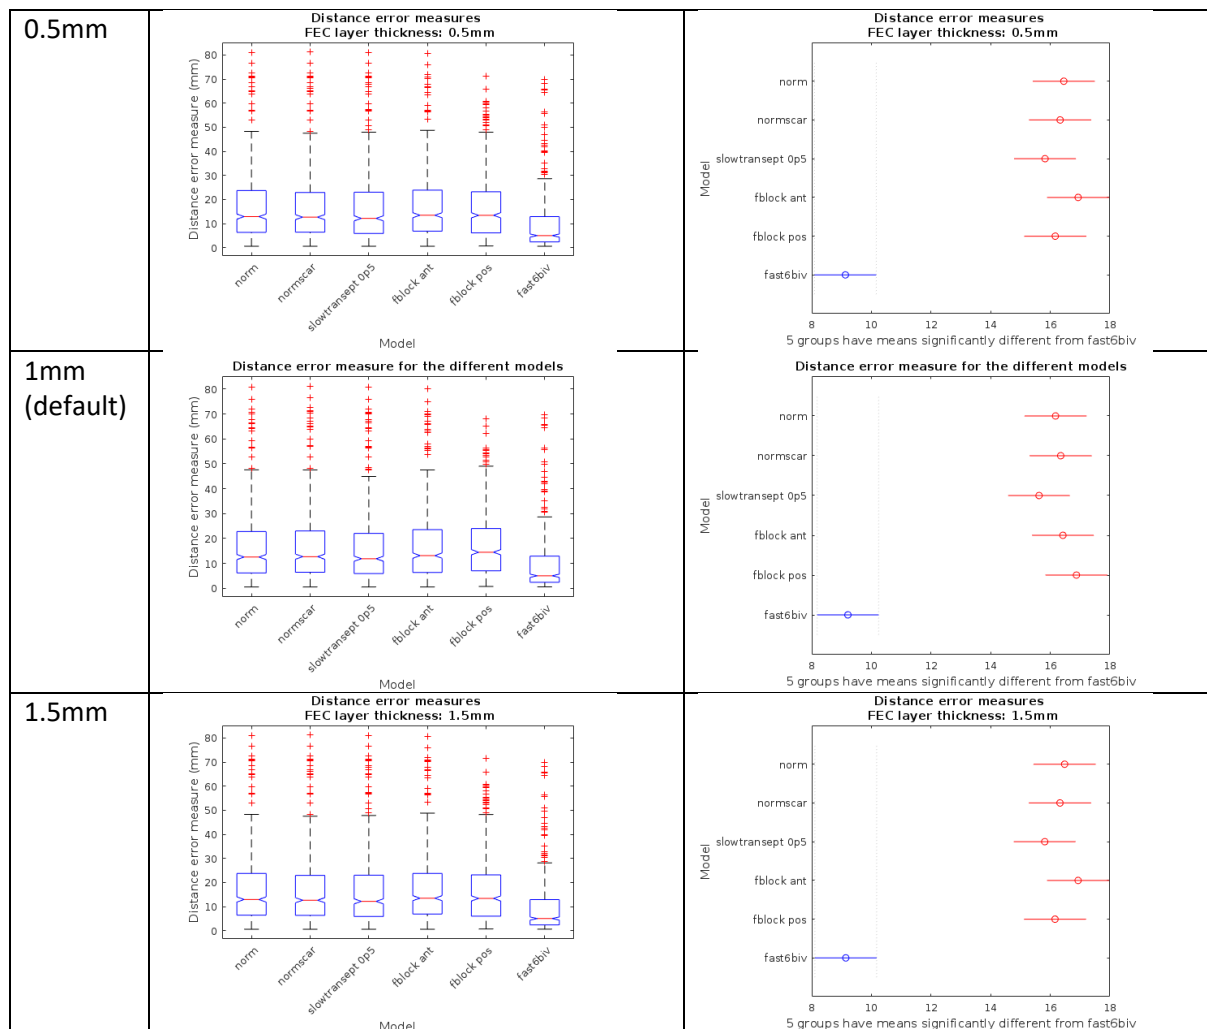 0.5mm
Distance error measures
FEC layer thickness: 0.5mm
80
70
60
50
40
30
20
10
0
Distance error measure (mm)
norm
normscar
slowtransept 0p5
fblock ant
fblock pos
fast6biv
Model
Distance error measures
FEC layer thickness: 0.5mm
norm
normscar
slowtransept 0p5
fblock ant
fblock pos
fast6biv
Model
8 10 12 14 16 18
5 groups have means significantly different from fast6biv
1mm
(default)
Distance error measure for the different models
80
70
60
50
40
30
20
10
0
Distance error measure (mm)
norm
normscar
slowtransept 0p5
fblock ant
fblock pos
fast6biv
Model
Distance error measure for the different models
norm
normscar
slowtransept 0p5
fblock ant
fblock pos
fast6biv
Model
8 10 12 14 16 18
5 groups have means significantly different from fast6biv
1.5mm
Distance error measures
FEC layer thickness: 1.5mm
80
70
60
50
40
30
20
10
0
Distance error measure (mm)
norm
normscar
slowtransept 0p5
fblock ant
fblock pos
fast6biv
Model
Distance error measures
FEC layer thickness: 1.5mm
norm
normscar
slowtransept 0p5
fblock ant
fblock pos
fast6biv
Model
8 10 12 14 16 18
5 groups have means significantly different from fast6biv